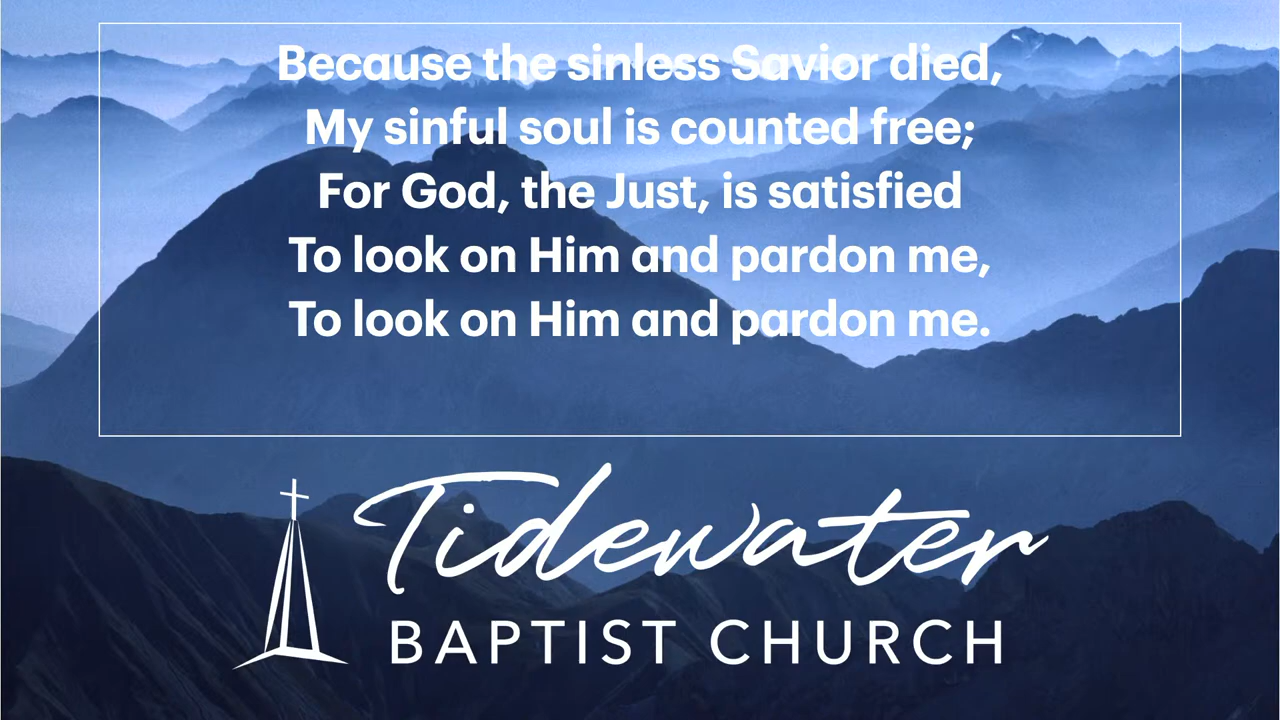 Because the sinless Savior died,
My sinful soul is counted free;
For God, the Just, is satisfied
To look on Him and pardon me,
To look on Him and pardon me.
Tidewater
BAPTIST CHURCH